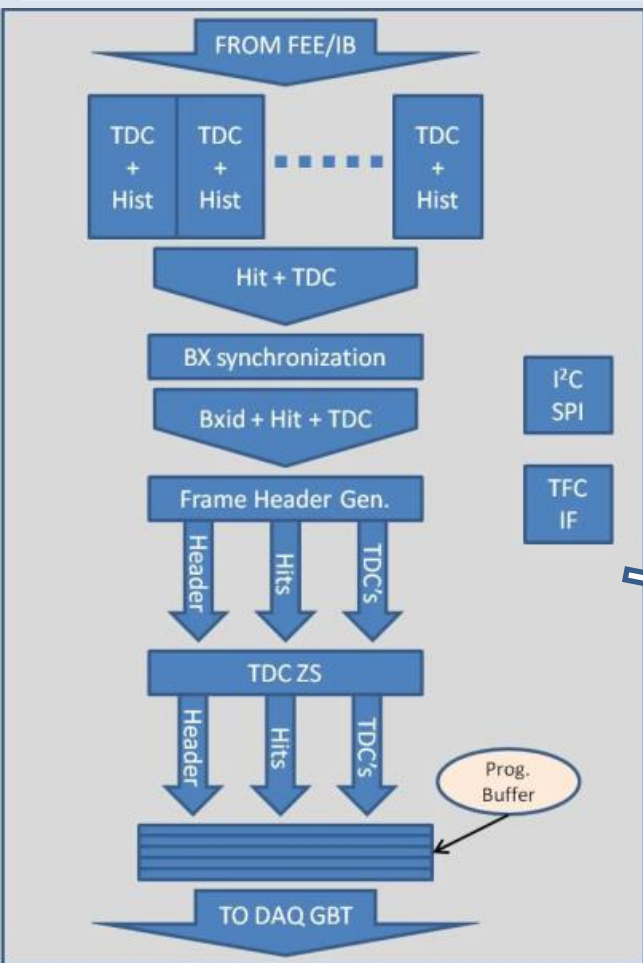 FROM FEE/IB
TDC
+
Hist
TDC
+
Hist
TDC
+
Hist
Hit + TDC
BX synchronization
Bxid + Hit + TDC
Frame Header Gen.
Header
Hits
TDC's
TDC ZS
Header
Hits
TDC's
Prog.
Buffer
TO DAQ GBT
I²C
SPI
TFC
IF